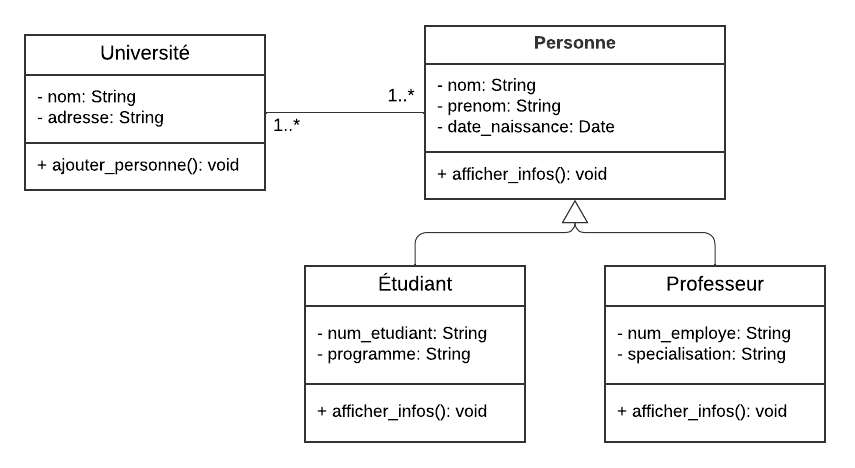 Université
- nom: String
- adresse: String
+ ajouter_personne(): void
1..*
1..*
Personne
- nom: String
- prenom: String
- date_naissance: Date
+ afficher_infos(): void
Étudiant
- num_etudiant: String
- programme: String
+ afficher_infos(): void
Professeur
- num_employe: String
- specialisation: String
+ afficher_infos(): void